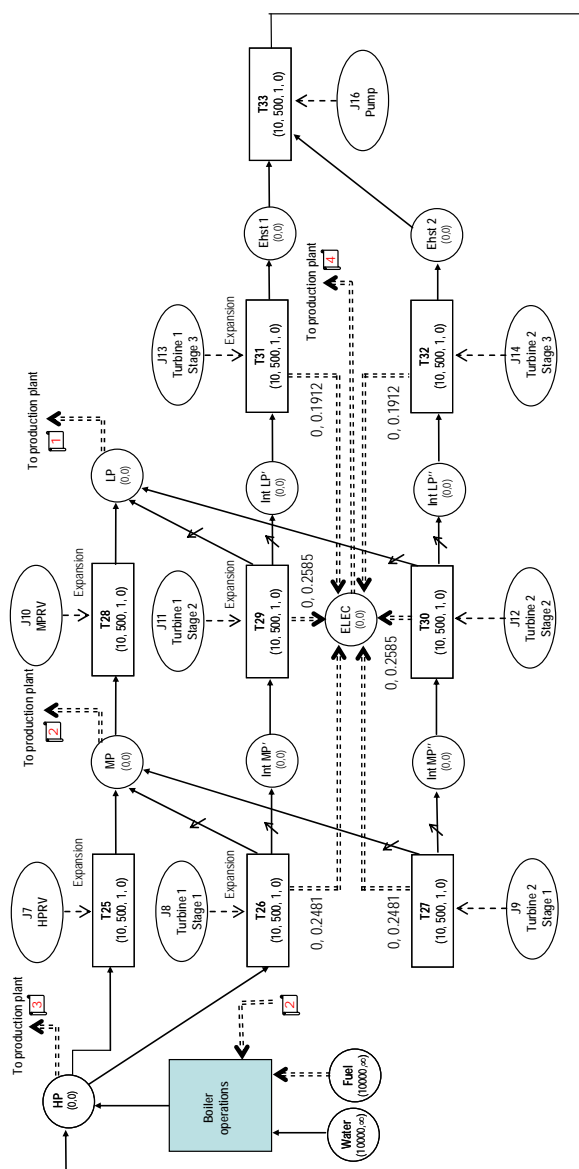 To production plant
3
HP
(0,0)
Boiler
operations
2
Water
(10000,∞)
Fuel
(10000,∞)
J7
HPRV
Expansion
T25
(10, 500, 1, 0)
J8
Turbine 1
Stage 1
Expansion
T26
(10, 500, 1, 0)
0, 0.2481
0, 0.2481
T27
(10, 500, 1, 0)
J9
Turbine 2
Stage 1
To production plant
2
MP
(0,0)
Int MP'
(0,0)
Int MP''
(0,0)
J10
MPRV
Expansion
T28
(10, 500, 1, 0)
J11
Turbine 1
Stage 2
Expansion
T29
(10, 500, 1, 0)
0, 0.2585
ELEC
(0,0)
0, 0.2585
T30
(10, 500, 1, 0)
J12
Turbine 2
Stage 2
To production plant
1
LP
(0,0)
Int LP'
(0,0)
Int LP''
(0,0)
J13
Turbine 1
Stage 3
Expansion
T31
(10, 500, 1, 0)
0, 0.1912
To production plant
4
0, 0.1912
T32
(10, 500, 1, 0)
J14
Turbine 2
Stage 3
Ehst 1
(0,0)
Ehst 2
(0,0)
T33
(10, 500, 1, 0)
J16
Pump